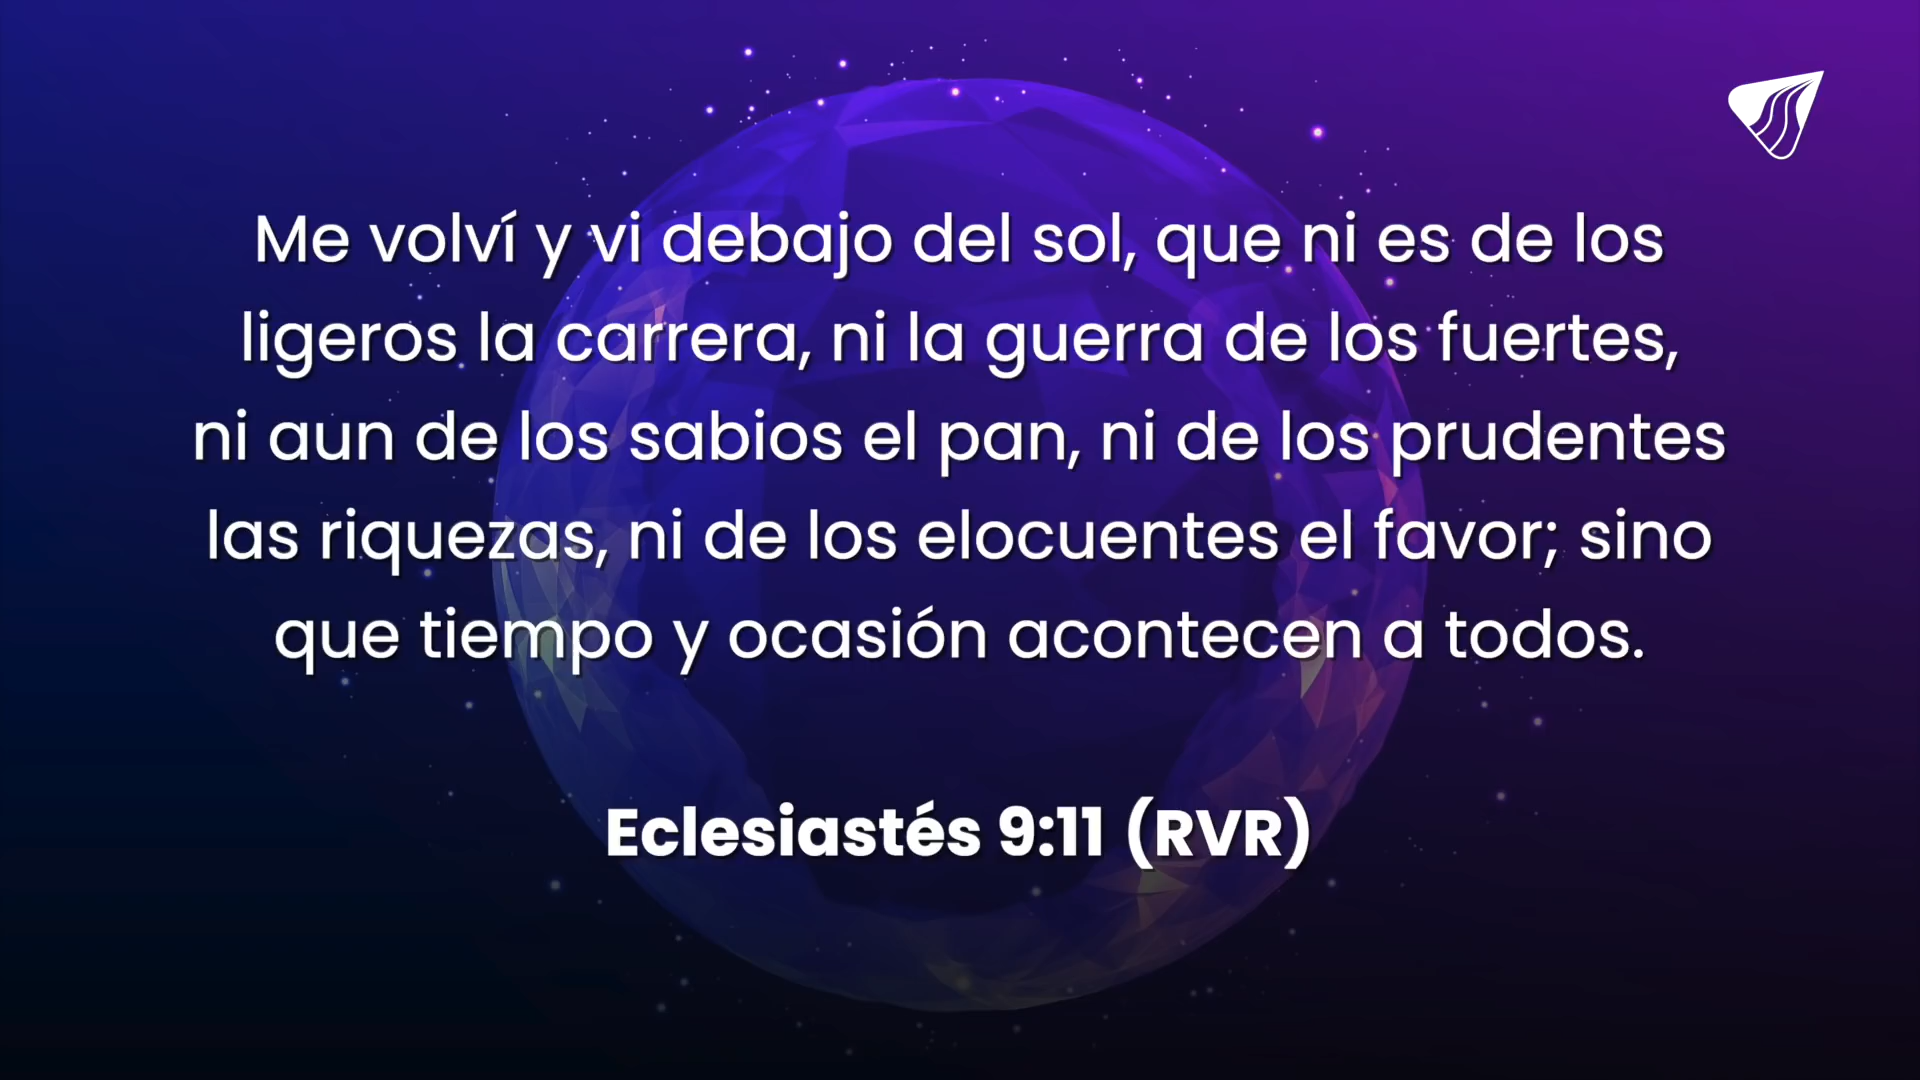 Me volví y vi debajo del sol, que ni es de los
ligeros la carrera, ni la guerra de los fuertes,
ni aun de los sabios el pan, ni de los prudentes
las riquezas, ni de los elocuentes el favor; sino
que tiempo y ocasión acontecen a todos.
Eclesiastés 9:11 (RVR)